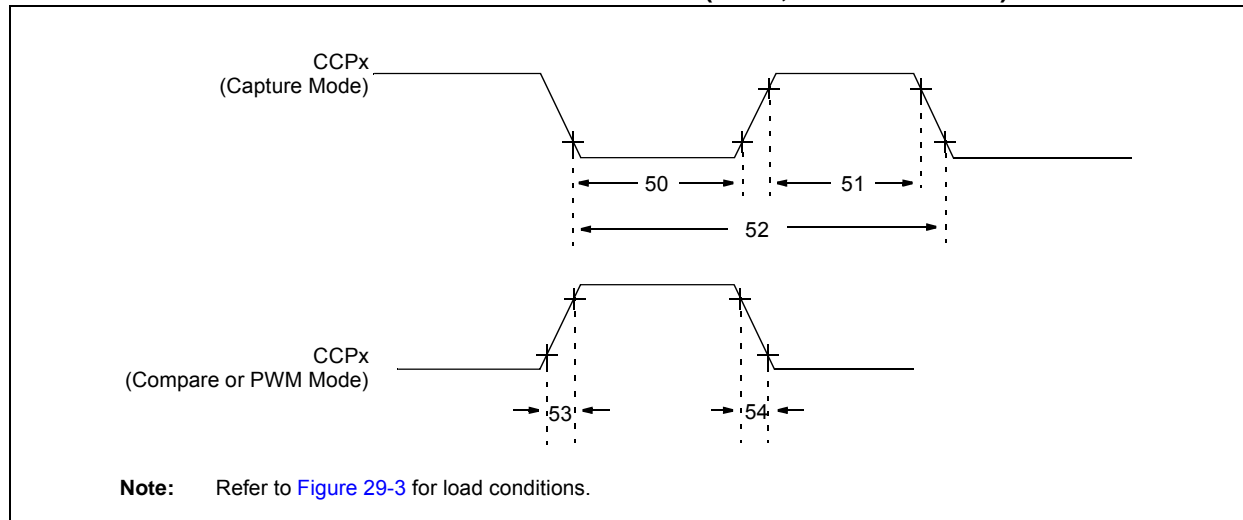 CCPx
(Capture Mode)
50
51
52
CCPx
(Compare or PWM Mode)
53
54
Note: Refer to Figure 29-3 for load conditions.